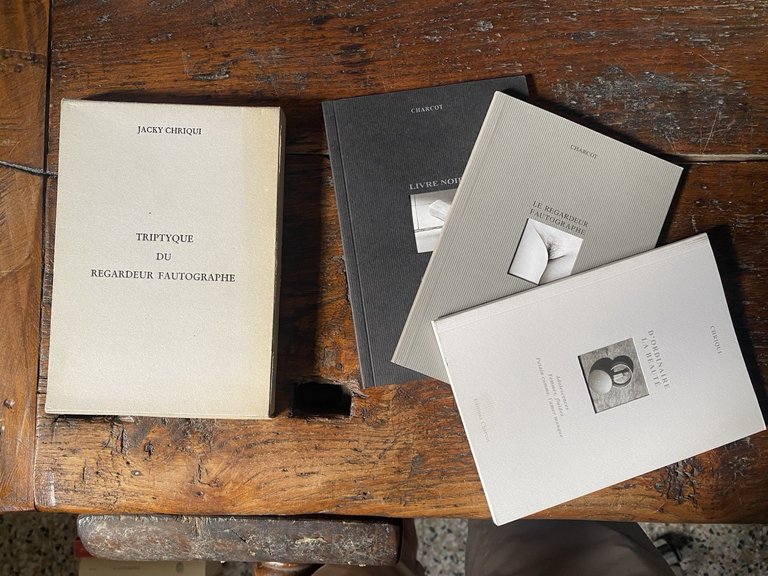 JACKY CHRIQUI
TRIPTYQUE
DU
REGARDEUR FAUTOGRAPHE
CHARCOT
LIVRE NOI
CHARCOT
LE REGARDEUR
FAUTOGRAPHE
CHRIQUI
D'ORDINAIRE
LA BEAUTÉ